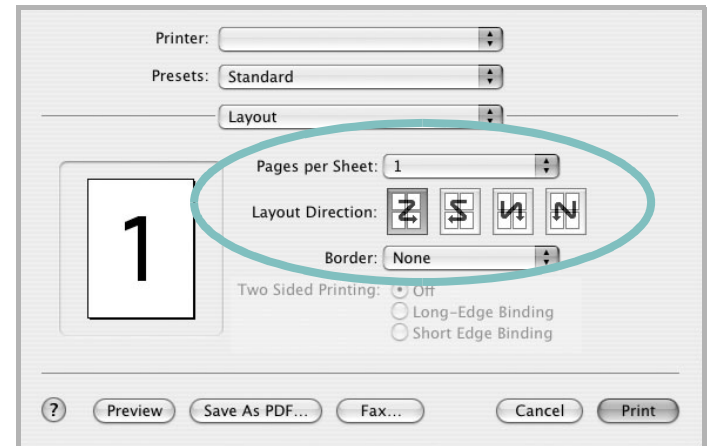 Printer:
Presets: Standard
Layout
Pages per Sheet: 1
1
Layout Direction:
Border: None
Two Sided Printing: Off
Long-Edge Binding
Short Edge Binding
? Preview Save As PDF... Fax... Cancel Print